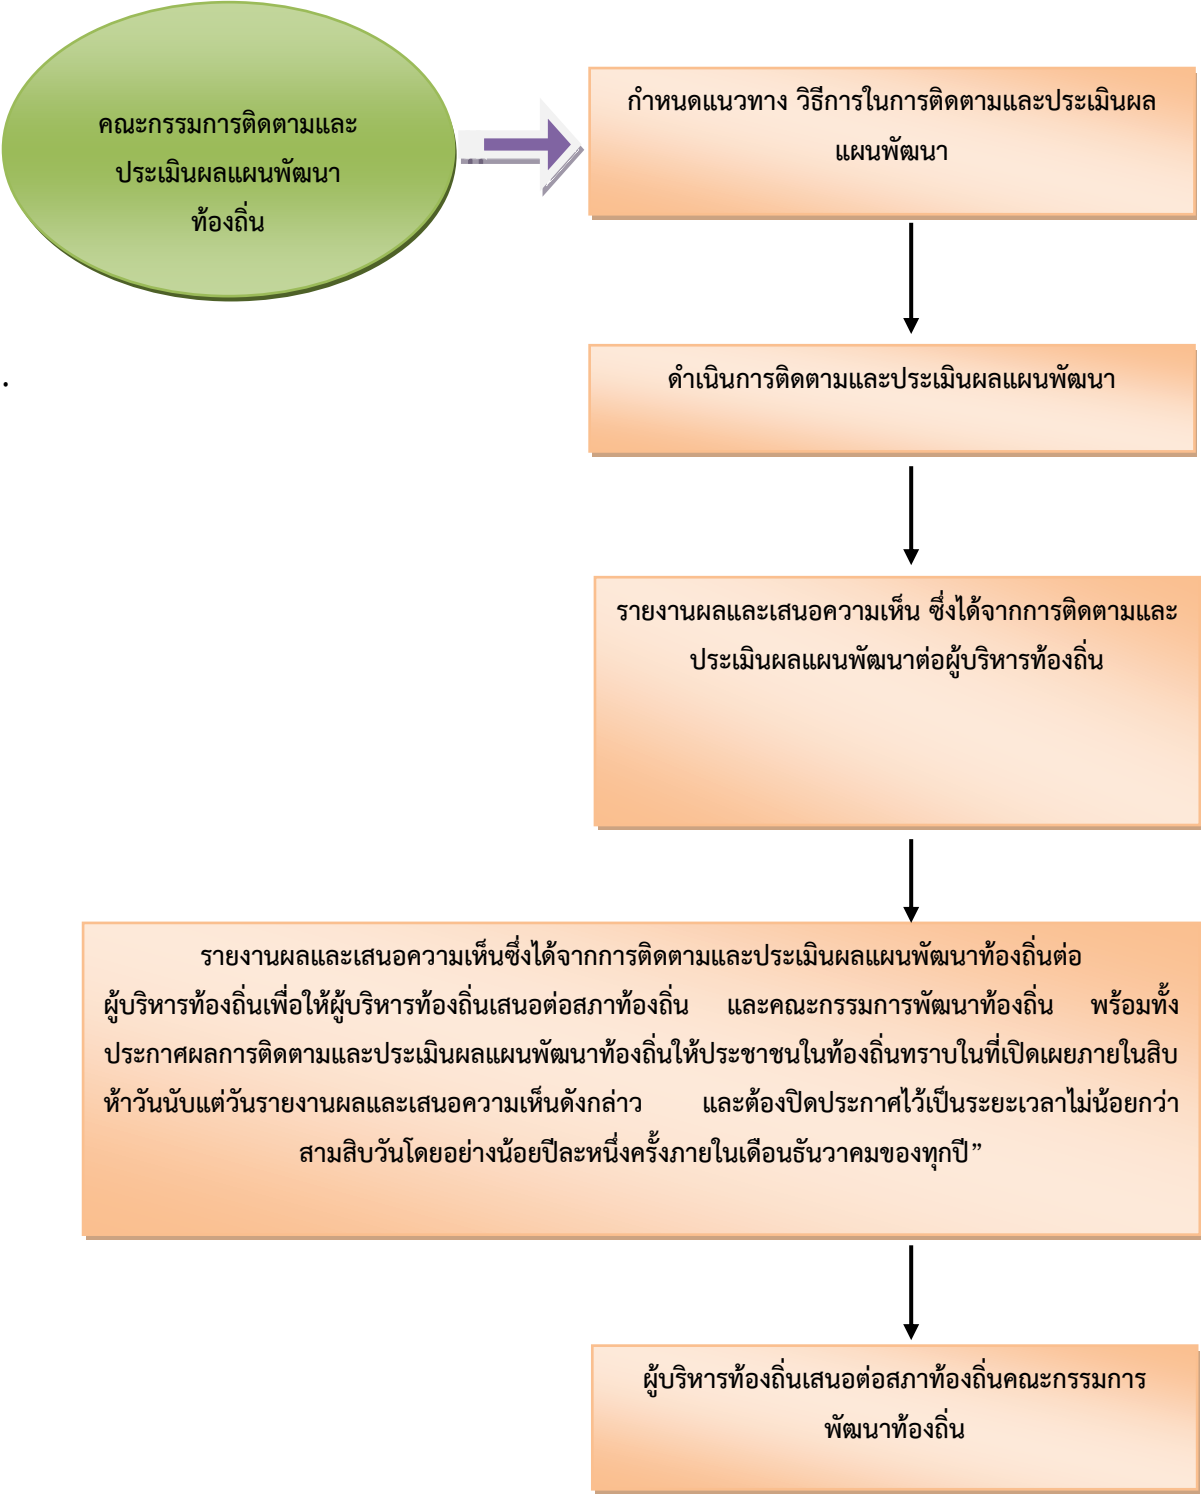 คณะกรรมการติดตามและ
ประเมินผลแผนพัฒนา
ท้องถิ่น
กำหนดแนวทาง วิธีการในการติดตามและประเมินผล
แผนพัฒนา
.
ดำเนินการติดตามและประเมินผลแผนพัฒนา
รายงานผลและเสนอความเห็น ซึ่งได้จากการติดตามและ
ประเมินผลแผนพัฒนาต่อผู้บริหารท้องถิ่น
รายงานผลและเสนอความเห็นซึ่งได้จากการติดตามและประเมินผลแผนพัฒนาท้องถิ่นต่อ
ผู้บริหารท้องถิ่นเพื่อให้ผู้บริหารท้องถิ่นเสนอต่อสภาท้องถิ่น และคณะกรรมการพัฒนาท้องถิ่น พร้อมทั้ง
ประกาศผลการติดตามและประเมินผลแผนพัฒนาท้องถิ่นให้ประชาชนในท้องถิ่นทราบในที่เปิดเผยภายในสิบ
ห้าวันนับแต่วันรายงานผลและเสนอความเห็นดังกล่าว และต้องปิดประกาศไว้เป็นระยะเวลาไม่น้อยกว่า
สามสิบวันโดยอย่างน้อยปีละหนึ่งครั้งภายในเดือนธันวาคมของทุกปี”
ผู้บริหารท้องถิ่นเสนอต่อสภาท้องถิ่นคณะกรรมการ
พัฒนาท้องถิ่น